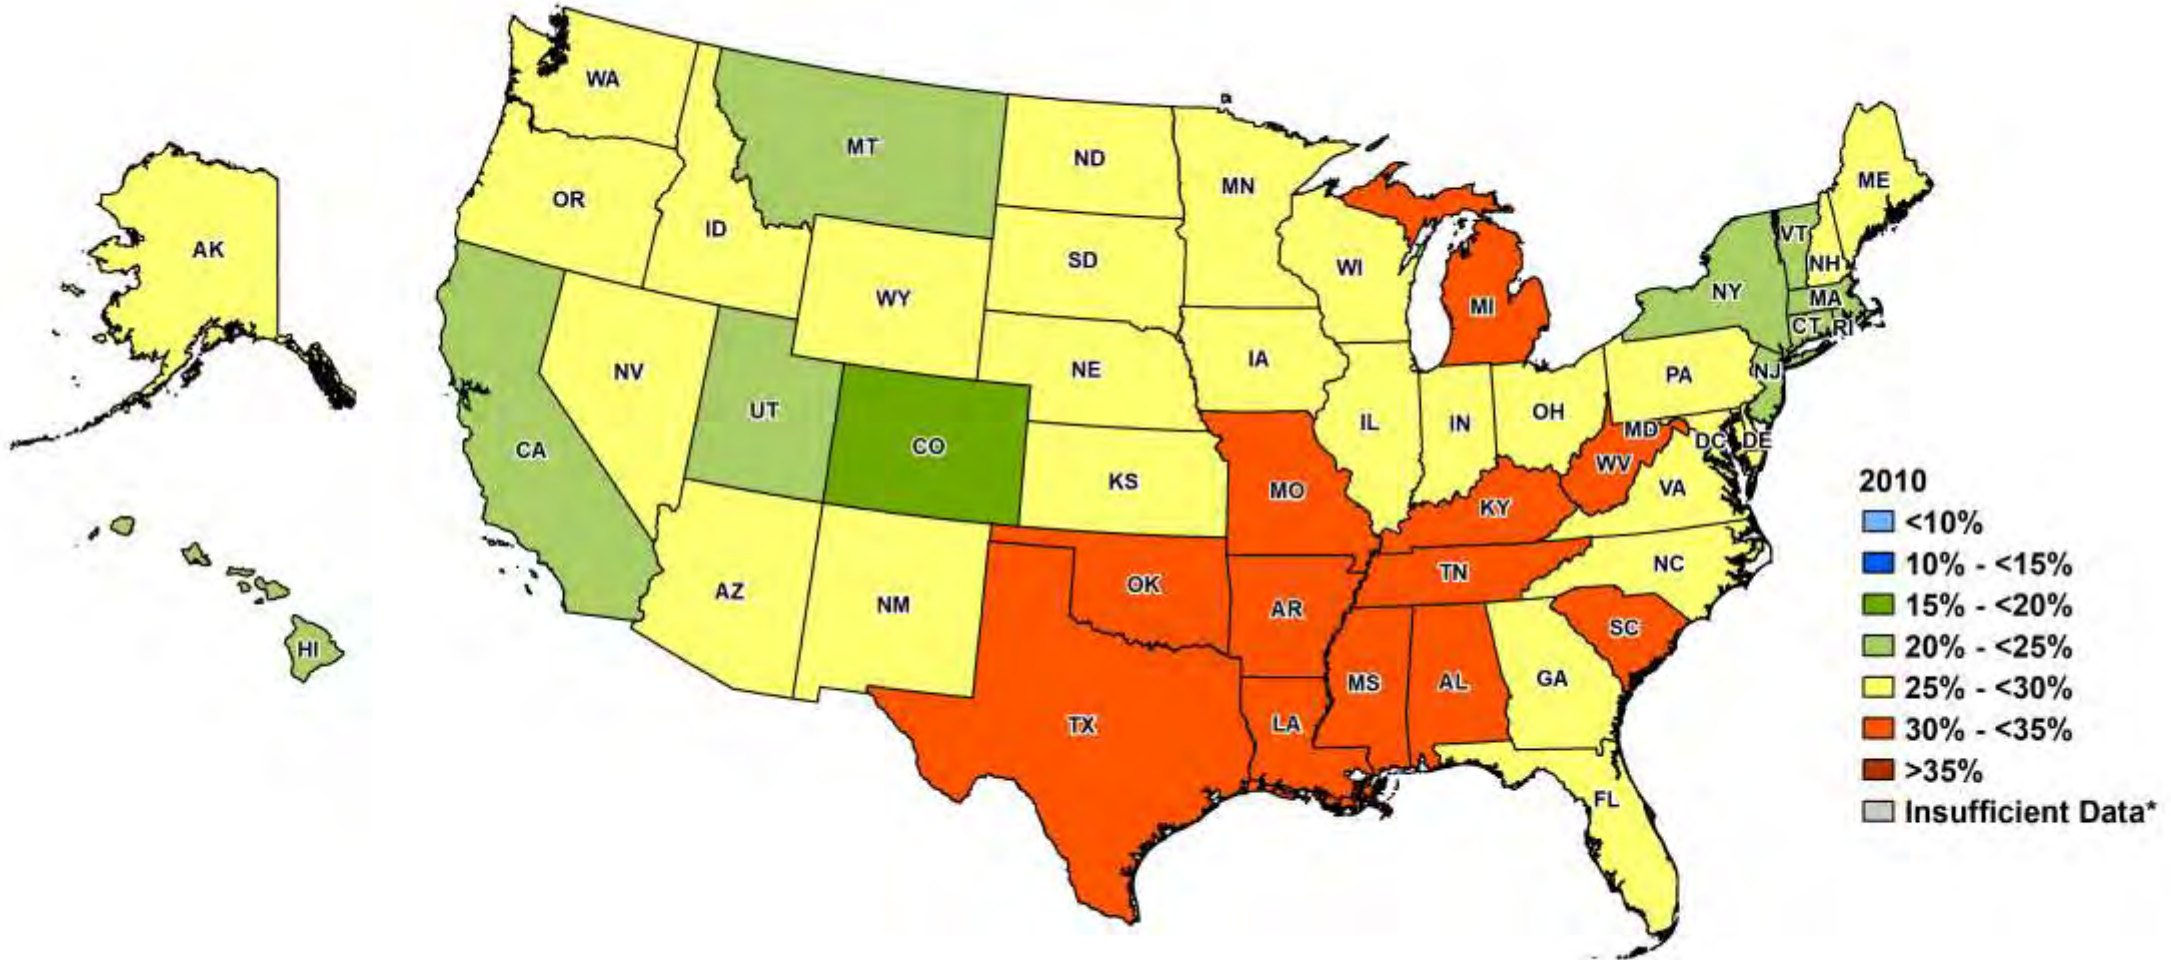 WA
MT
ND
MN
ME
OR
ID
AK
SD
WI
VT
NH
WY
NY
MA
MI
CT
RI
NV
NE
IA
PA
NJ
UT
CO
IL
IN
OH
MD
DC
DE
CA
KS
MO
WV
VA
KY
AZ
NM
OK
AR
TN
NC
HI
SC
TX
LA
MS
AL
GA
FL
2010
<10%
10% - <15%
15% - <20%
20% - <25%
25% - <30%
30% - <35%
>35%
Insufficient Data*